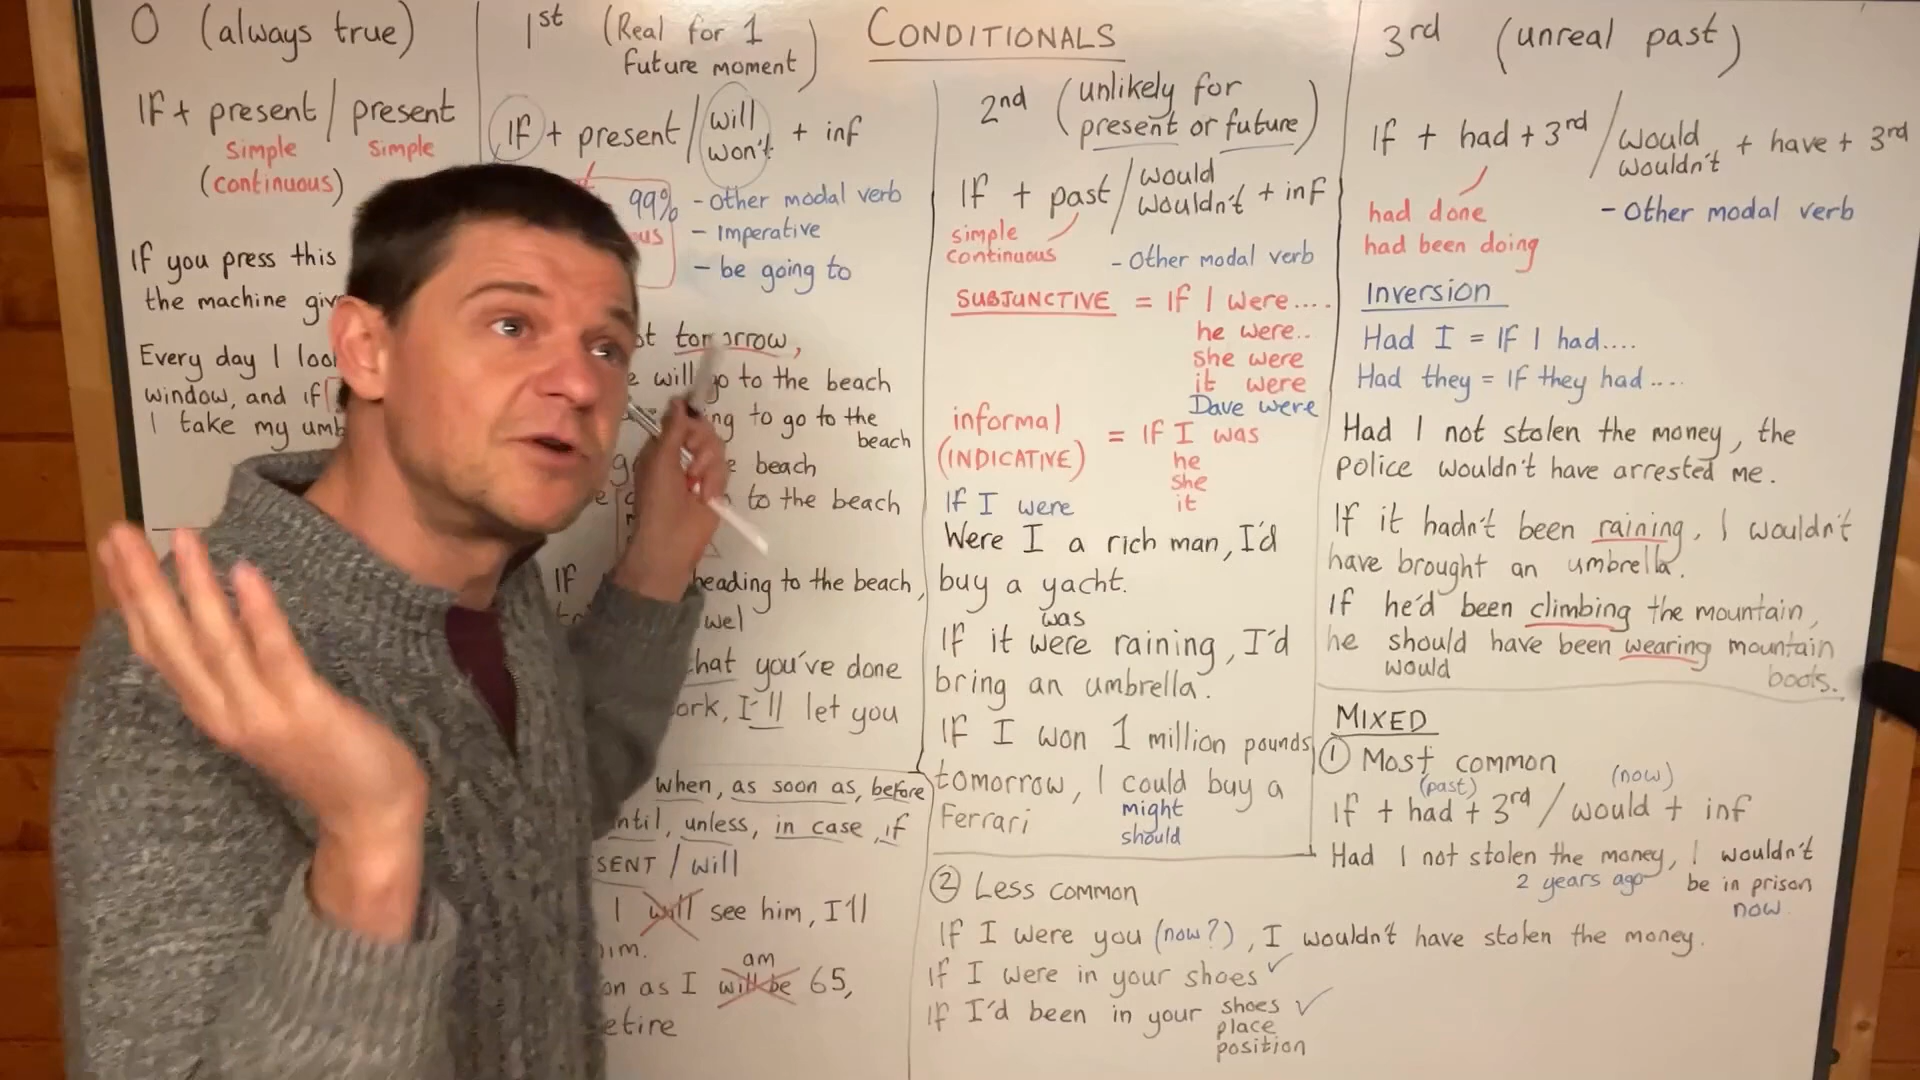 CONDITIONALS
0 (always true)
IF + present / present
simple simple
(continuous)
If you press this
the machine
Every day I
window, and if
I take my
1st (Real for 1
future moment)
IF + present / will + inf
won't
99%
- Other modal verb
- Imperative
- be going to
tomorrow,
will go to the beach
to go to the
beach
beach
to the beach
IF heading to the beach,
you've done
I'll let you
when, as soon as, before
unless, in case, if
/ will
I will see him, I'll
am
as I will be 65,
2nd (unlikely for
present or future)
IF + past / would + inf
wouldn't
simple
continuous
- Other modal verb
SUBJUNCTIVE = IF I were....
he were..
she were
it were
Dave were
informal
(INDICATIVE) = IF I was
he
she
it
If I were
Were I a rich man, I'd
buy a yacht.
was
If it were raining, I'd
bring an umbrella.
If I won 1 million pounds
tomorrow, I could buy a
Ferrari might
should
3rd (unreal past)
If + had + 3rd / would + have + 3rd
wouldn't
had done
had been doing
- Other modal verb
Inversion
Had I = IF I had....
Had they = IF they had....
Had I not stolen the money, the
police wouldn't have arrested me.
If it hadn't been raining, I wouldn't
have brought an umbrella.
If he'd been climbing the mountain,
he should have been wearing mountain
would boots.
MIXED
① Most common
(past) (now)
If + had + 3rd / would + inf
Had I not stolen the money, I wouldn't
2 years ago be in prison
now.
② Less common
If I were you (now?), I wouldn't have stolen the money.
If I were in your shoes ✓
If I'd been in your shoes ✓
place
position